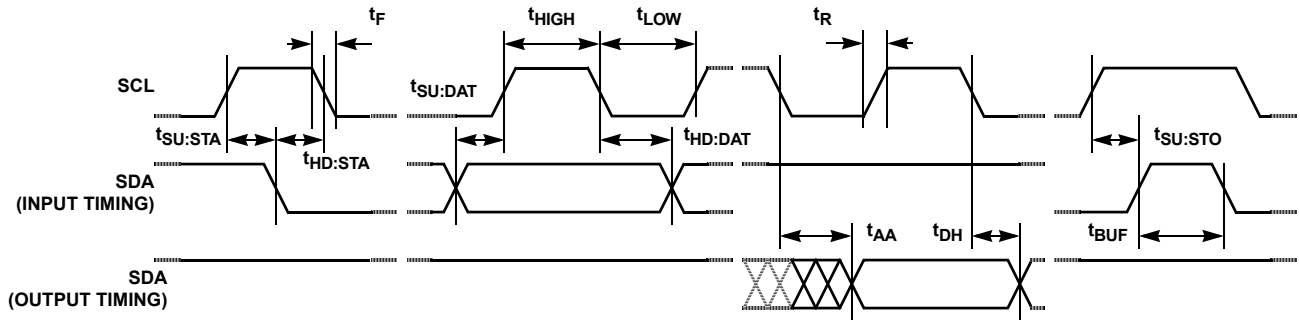 tF
tHIGH
tLOW
tR
SCL
tSU:DAT
tSU:STA
tHD:STA
tHD:DAT
tSU:STO
SDA
(INPUT TIMING)
tAA
tDH
tBUF
SDA
(OUTPUT TIMING)